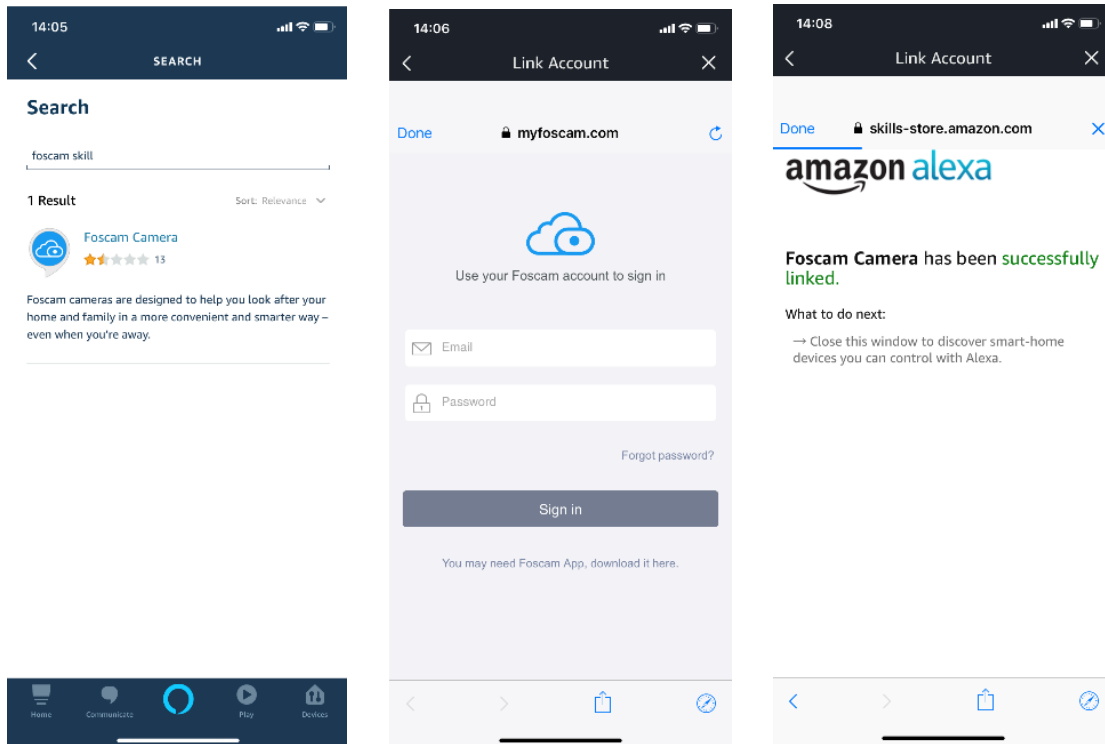 14:05
SEARCH
Search
foscam skill
1 Result
Sort: Relevance
Foscam Camera
13
Foscam cameras are designed to help you look after your
home and family in a more convenient and smarter way –
even when you're away.
Home
Communicate
Play
Devices
14:06
Link Account
Done
myfoscam.com
Use your Foscam account to sign in
Email
Password
Forgot password?
Sign in
You may need Foscam App, download it here.
14:08
Link Account
Done
skills-store.amazon.com
amazon alexa
Foscam Camera has been successfully
linked.
What to do next:
→ Close this window to discover smart-home
devices you can control with Alexa.